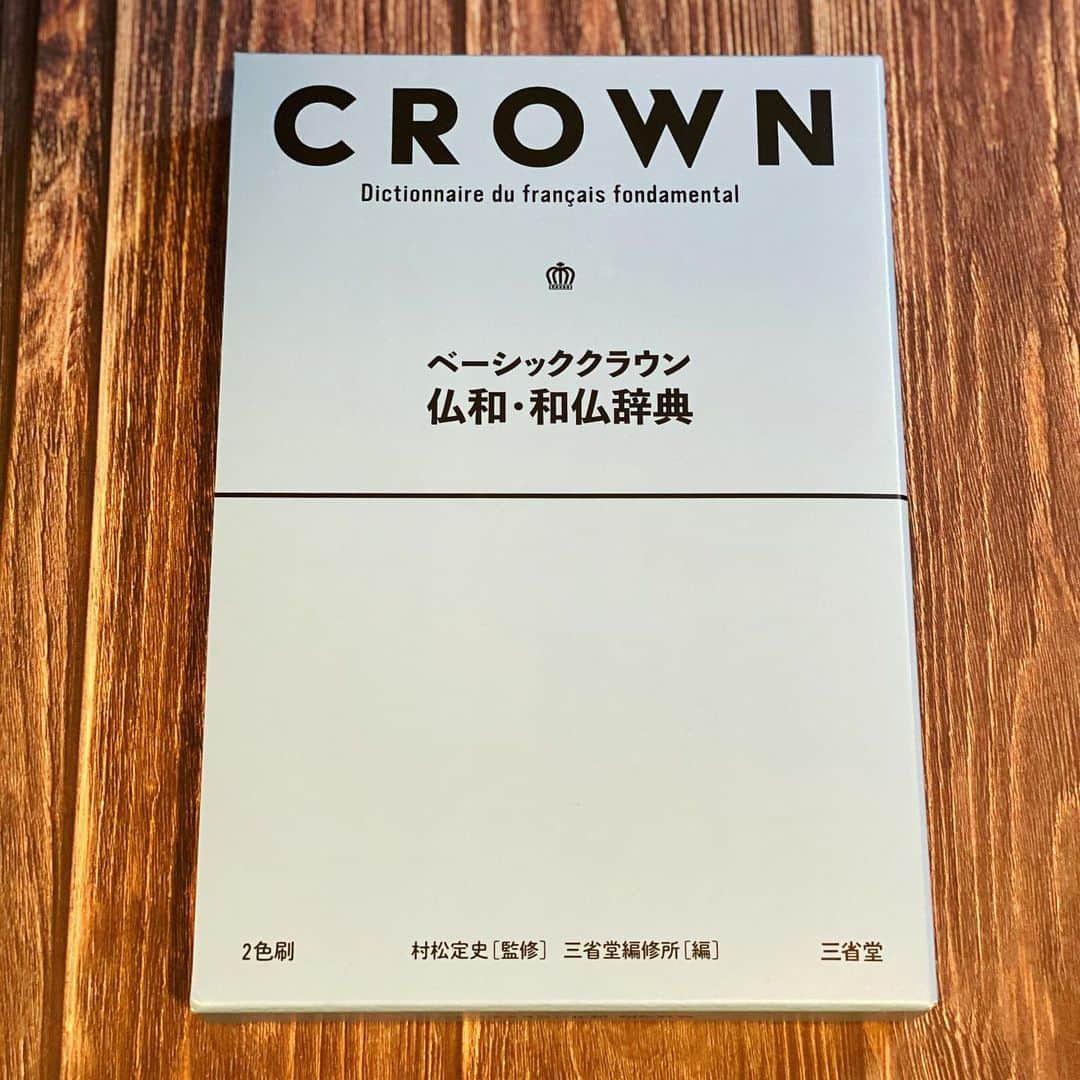 CROWN
Dictionnaire du français fondamental
ベーシッククラウン
仏和・和仏辞典
2色刷 村松定史[監修] 三省堂編修所[編] 三省堂